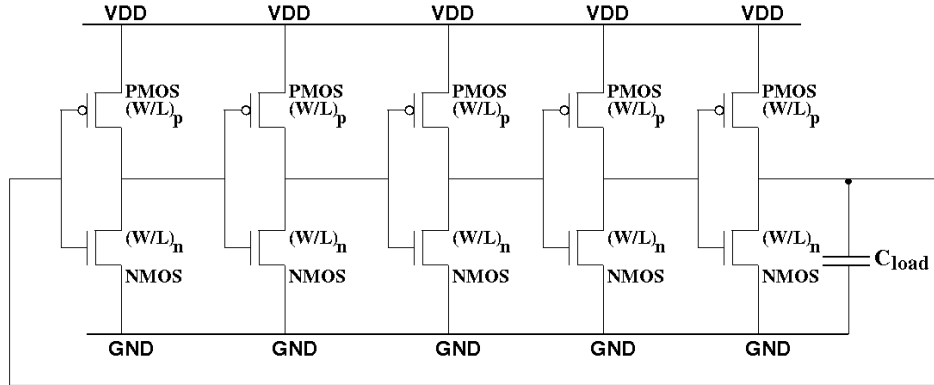 VDD VDD VDD VDD VDD
PMOS PMOS PMOS PMOS PMOS
(W/L)p (W/L)p (W/L)p (W/L)p (W/L)p
(W/L)n (W/L)n (W/L)n (W/L)n (W/L)n
Cload
NMOS NMOS NMOS NMOS NMOS
GND GND GND GND GND